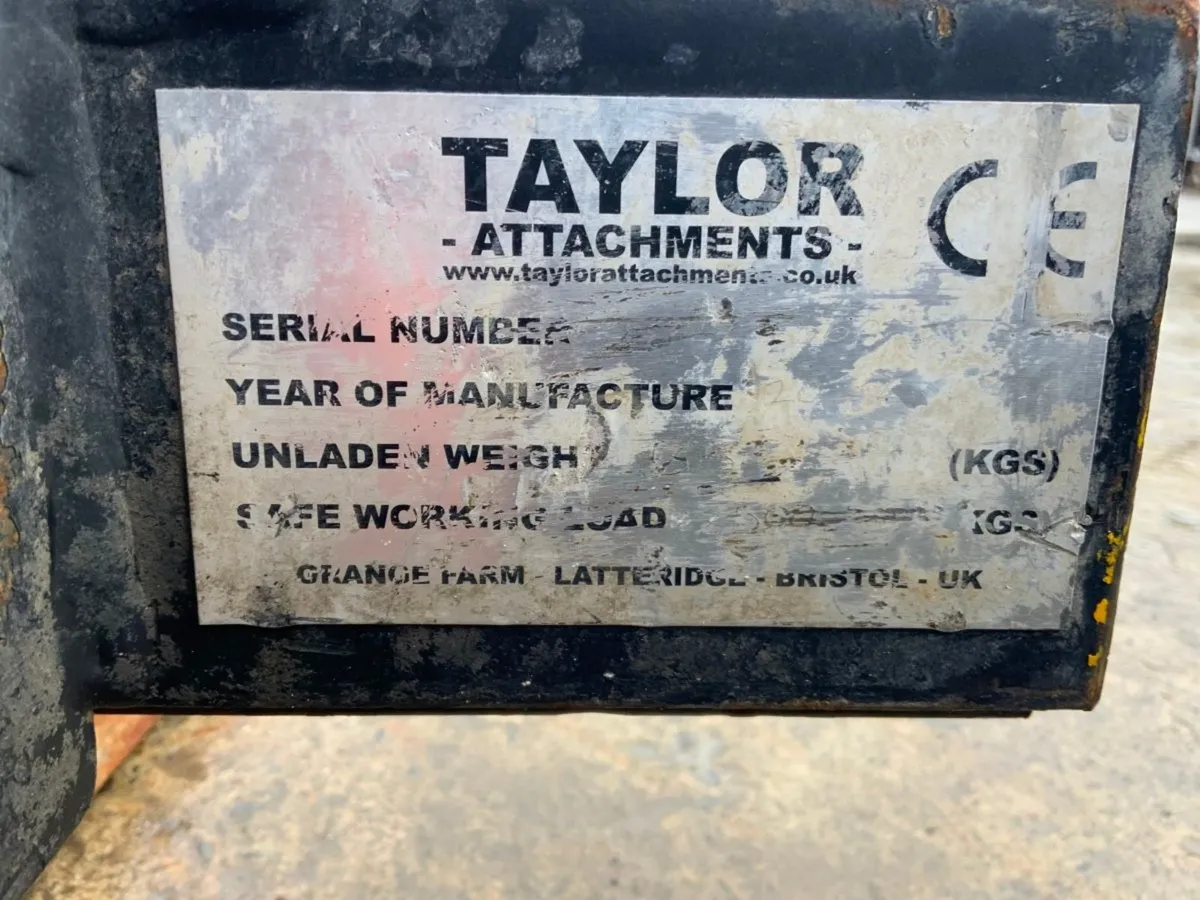 TAYLOR
- ATTACHMENTS -
www.taylorattachments.co.uk
CE
SERIAL NUMBER
YEAR OF MANUFACTURE
UNLADEN WEIGHT (KGS)
SAFE WORKING LOAD (KGS)
GRANGE FARM - LATTERIDGE - BRISTOL - UK